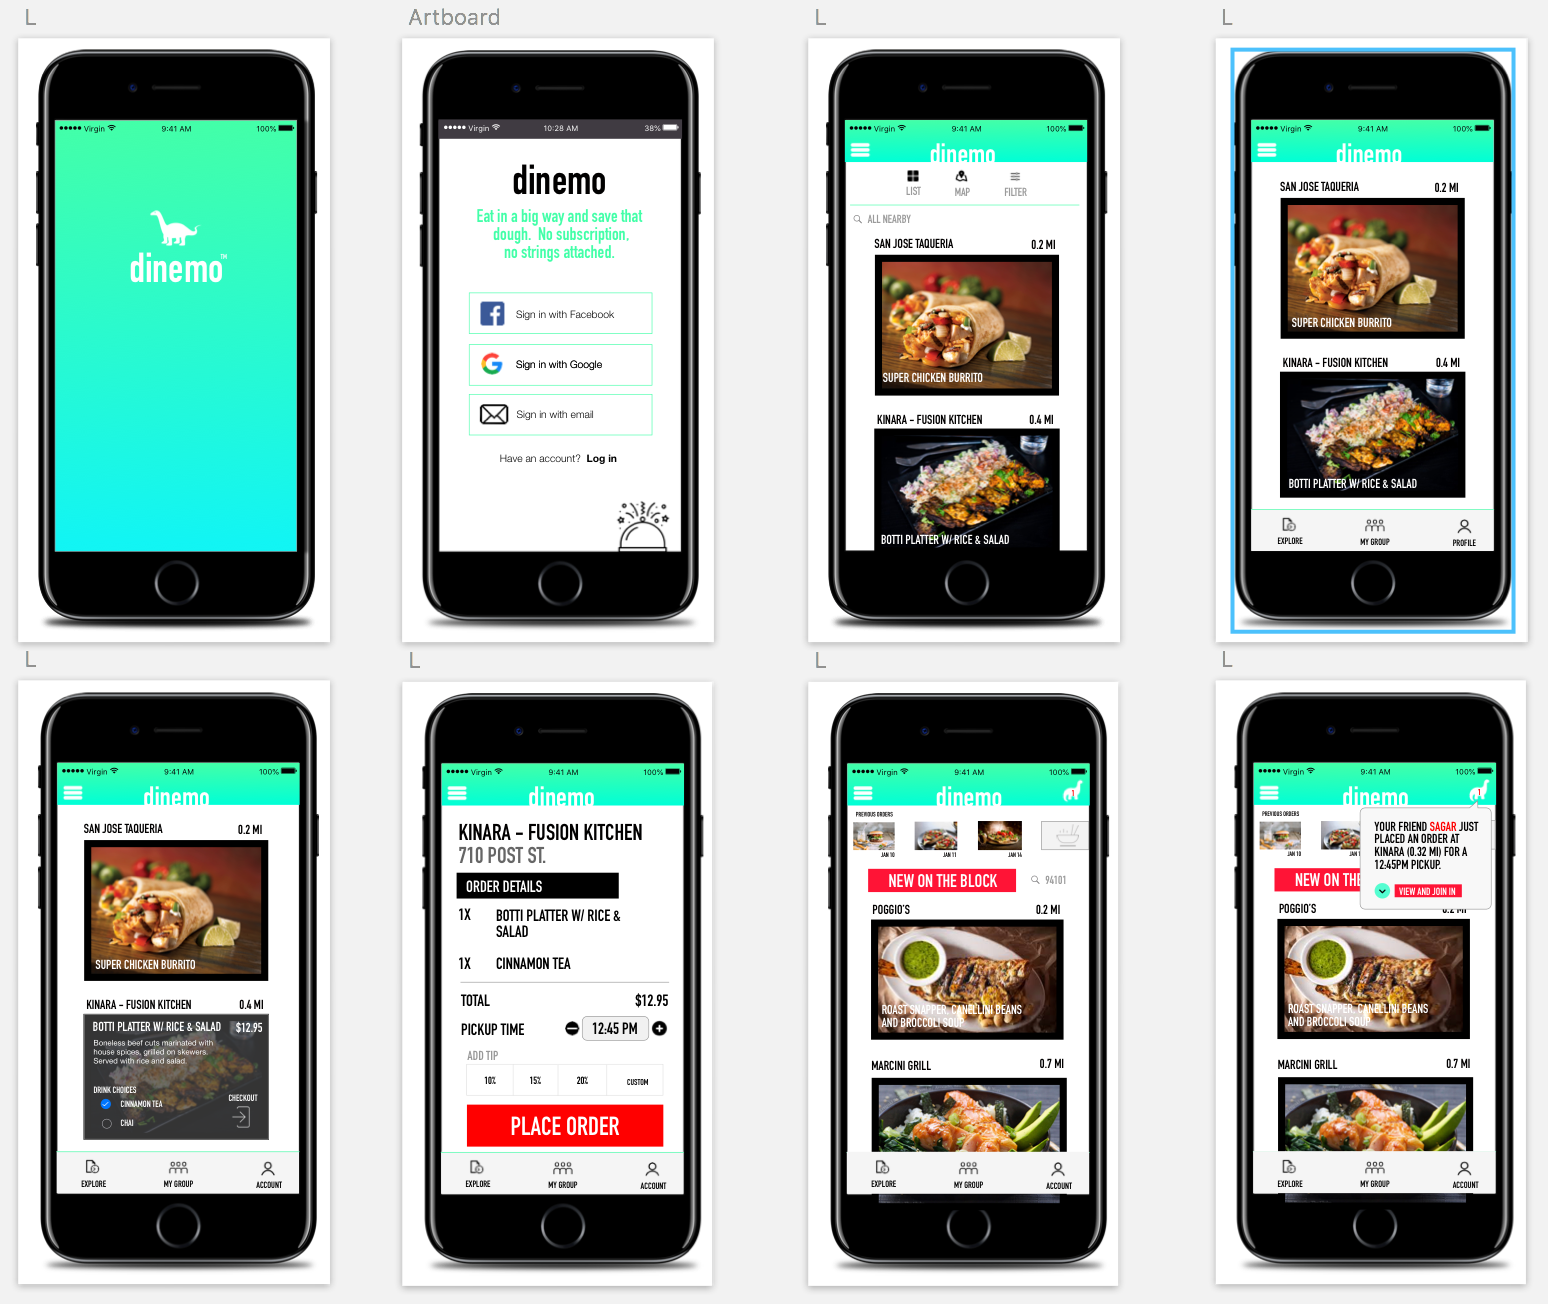 L
Virgin
9:41 AM
100%
dinemo™
Artboard
Virgin
10:28 AM
38%
dinemo
Eat in a big way and save that
dough. No subscription,
no strings attached.
Sign in with Facebook
Sign in with Google
Sign in with email
Have an account? Log in
L
Virgin
9:41 AM
100%
dinemo
LIST
MAP
FILTER
ALL NEARBY
SAN JOSE TAQUERIA
0.2 MI
SUPER CHICKEN BURRITO
KINARA - FUSION KITCHEN
0.4 MI
BOTTI PLATTER W/ RICE & SALAD
L
Virgin
9:41 AM
100%
dinemo
SAN JOSE TAQUERIA
0.2 MI
SUPER CHICKEN BURRITO
KINARA - FUSION KITCHEN
0.4 MI
BOTTI PLATTER W/ RICE & SALAD
EXPLORE
MY GROUP
PROFILE
L
Virgin
9:41 AM
100%
dinemo
SAN JOSE TAQUERIA
0.2 MI
SUPER CHICKEN BURRITO
KINARA - FUSION KITCHEN
0.4 MI
BOTTI PLATTER W/ RICE & SALAD
$12.95
Boneless beef cuts marinated with
house spices, grilled on skewers.
Served with rice and salad.
DRINK CHOICES
CINNAMON TEA
CHAI
CHECKOUT
EXPLORE
MY GROUP
ACCOUNT
L
Virgin
9:41 AM
100%
dinemo
KINARA - FUSION KITCHEN
710 POST ST.
ORDER DETAILS
1X
BOTTI PLATTER W/ RICE &
SALAD
1X
CINNAMON TEA
TOTAL
$12.95
PICKUP TIME
12:45 PM
ADD TIP
10%
15%
20%
CUSTOM
PLACE ORDER
EXPLORE
MY GROUP
ACCOUNT
L
Virgin
9:41 AM
100%
dinemo
1
PREVIOUS ORDERS
JAN 10
JAN 11
JAN 14
NEW ON THE BLOCK
94101
POGGIO'S
0.2 MI
ROAST SNAPPER, CANELLINI BEANS
AND BROCCOLI SOUP
MARCINI GRILL
0.7 MI
EXPLORE
MY GROUP
ACCOUNT
L
Virgin
9:41 AM
100%
dinemo
1
PREVIOUS ORDERS
JAN 10
JAN 1
YOUR FRIEND SAGAR JUST
PLACED AN ORDER AT
KINARA (0.32 MI) FOR A
12:45PM PICKUP.
VIEW AND JOIN IN
NEW ON THE
POGGIO'S
0.2 MI
ROAST SNAPPER, CANELLINI BEANS
AND BROCCOLI SOUP
MARCINI GRILL
0.7 MI
EXPLORE
MY GROUP
ACCOUNT